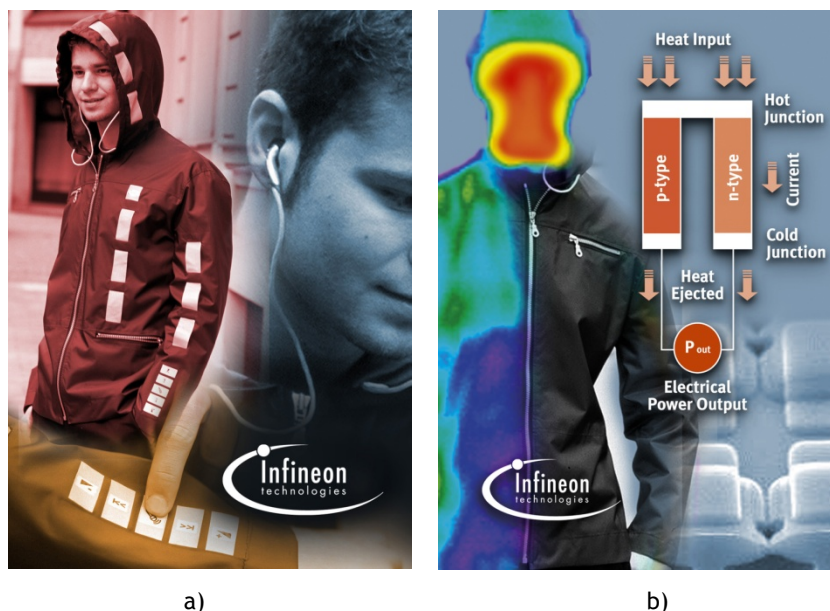 Infineon
technologies
Heat Input
Hot
Junction
p-type
n-type
Current
Cold
Junction
Heat
Ejected
P out
Electrical
Power Output
Infineon
technologies
a)
b)